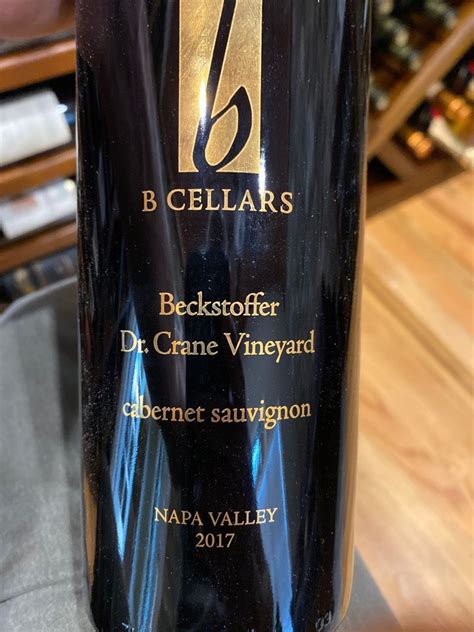 b
B CELLARS
Beckstoffer
Dr. Crane Vineyard
cabernet sauvignon
NAPA VALLEY
2017